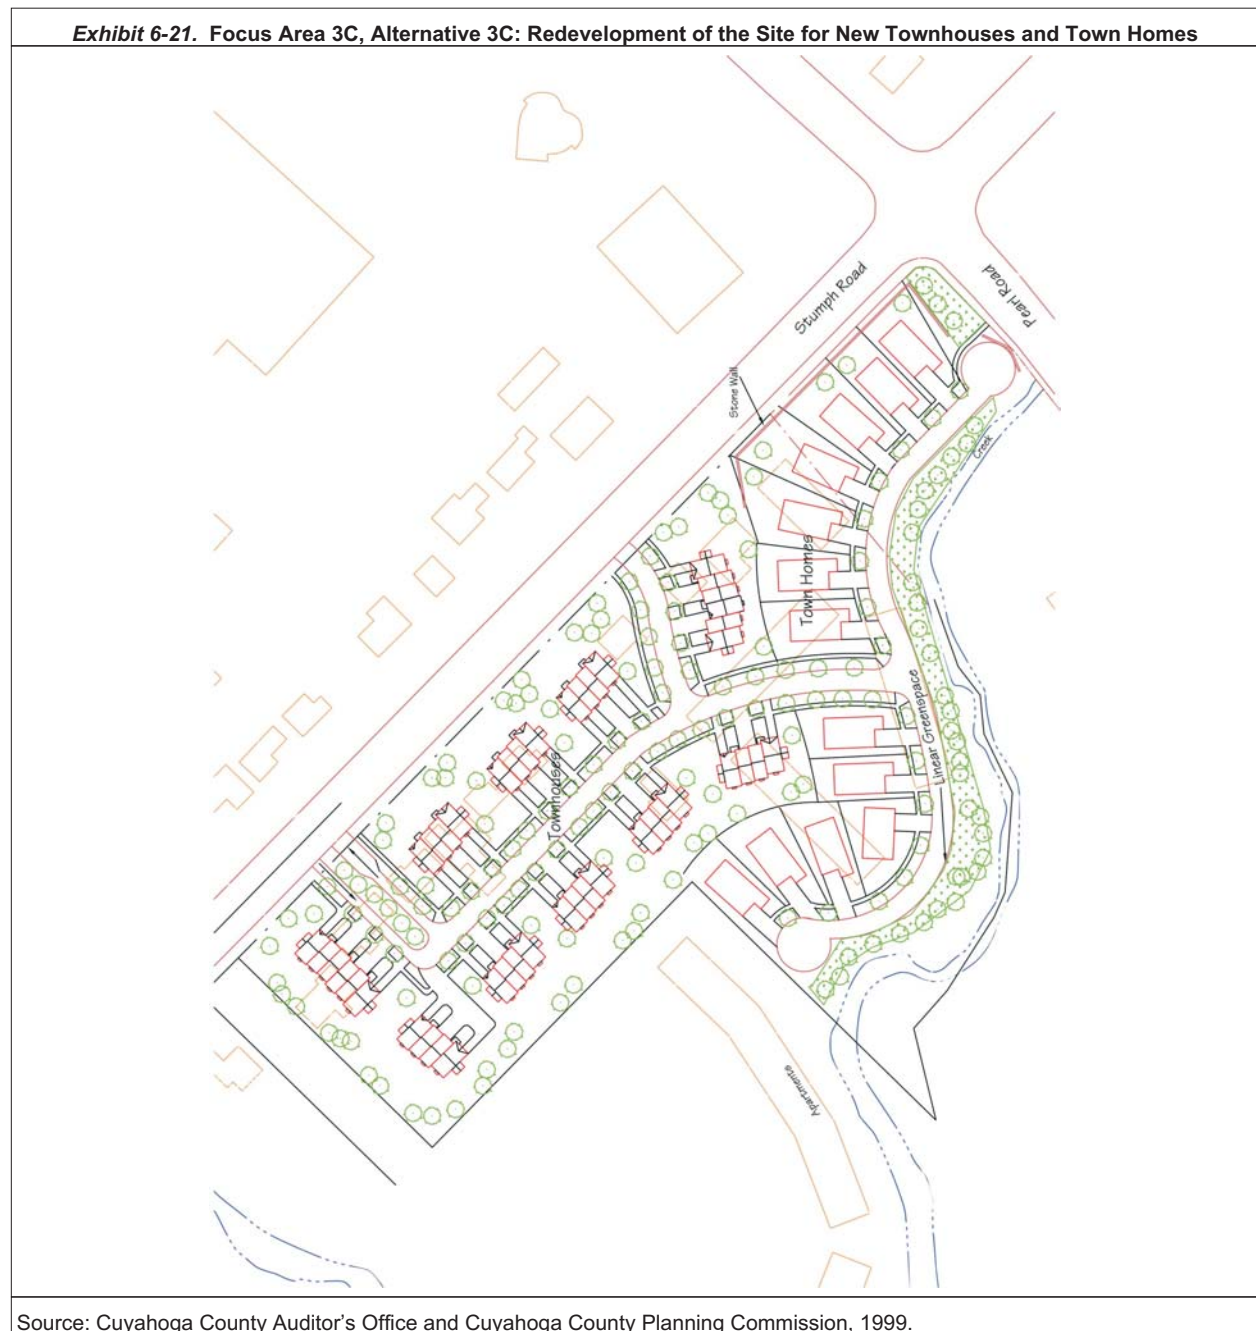 Exhibit 6-21. Focus Area 3C, Alternative 3C: Redevelopment of the Site for New Townhouses and Town Homes
Stumph Road
Pearl Road
Stone Wall
Creek
Town Homes
Linear Greenspace
Townhouses
Apartments
Source: Cuyahoga County Auditor's Office and Cuyahoga County Planning Commission, 1999.